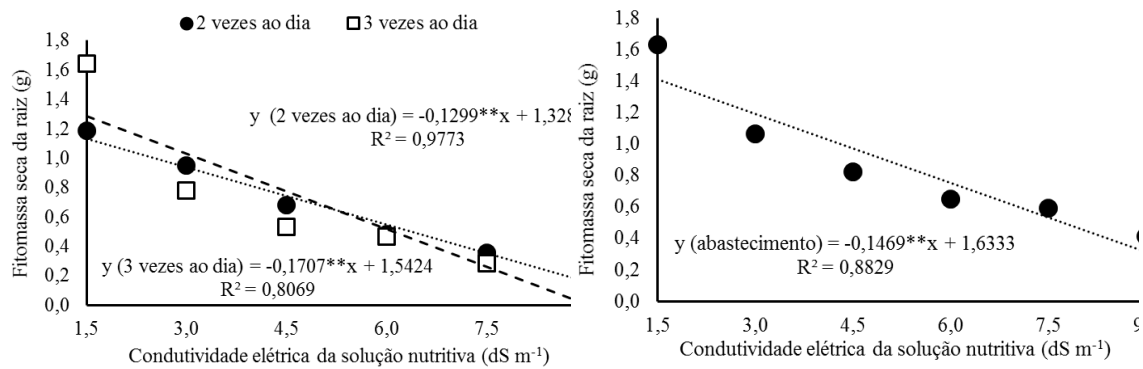 2 vezes ao dia 3 vezes ao dia
Fitomassa seca da raiz (g)
1,8
1,6
1,4
1,2
1,0
0,8
0,6
0,4
0,2
0,0
y (2 vezes ao dia) = -0,1299**x + 1,328
R² = 0,9773
y (3 vezes ao dia) = -0,1707**x + 1,5424
R² = 0,8069
1,5 3,0 4,5 6,0 7,5
Condutividade elétrica da solução nutritiva (dS m⁻¹)
Fitomassa seca da raiz (g)
1,8
1,6
1,4
1,2
1,0
0,8
0,6
0,4
0,2
0,0
y (abastecimento) = -0,1469**x + 1,6333
R² = 0,8829
1,5 3,0 4,5 6,0 7,5 9
Condutividade elétrica da solução nutritiva (dS m⁻¹)